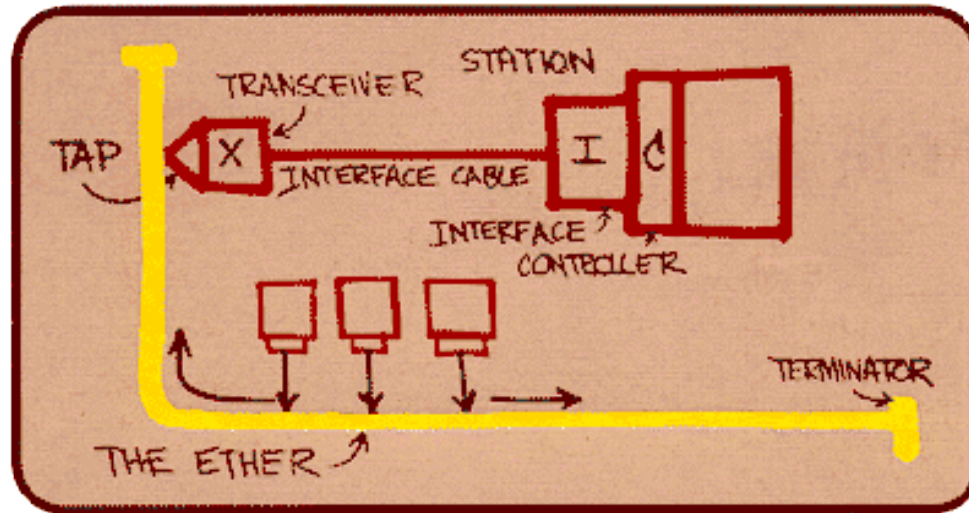 STATION
TRANSCEIVER
TAP
X
I
C
INTERFACE CABLE
INTERFACE
CONTROLLER
TERMINATOR
THE ETHER